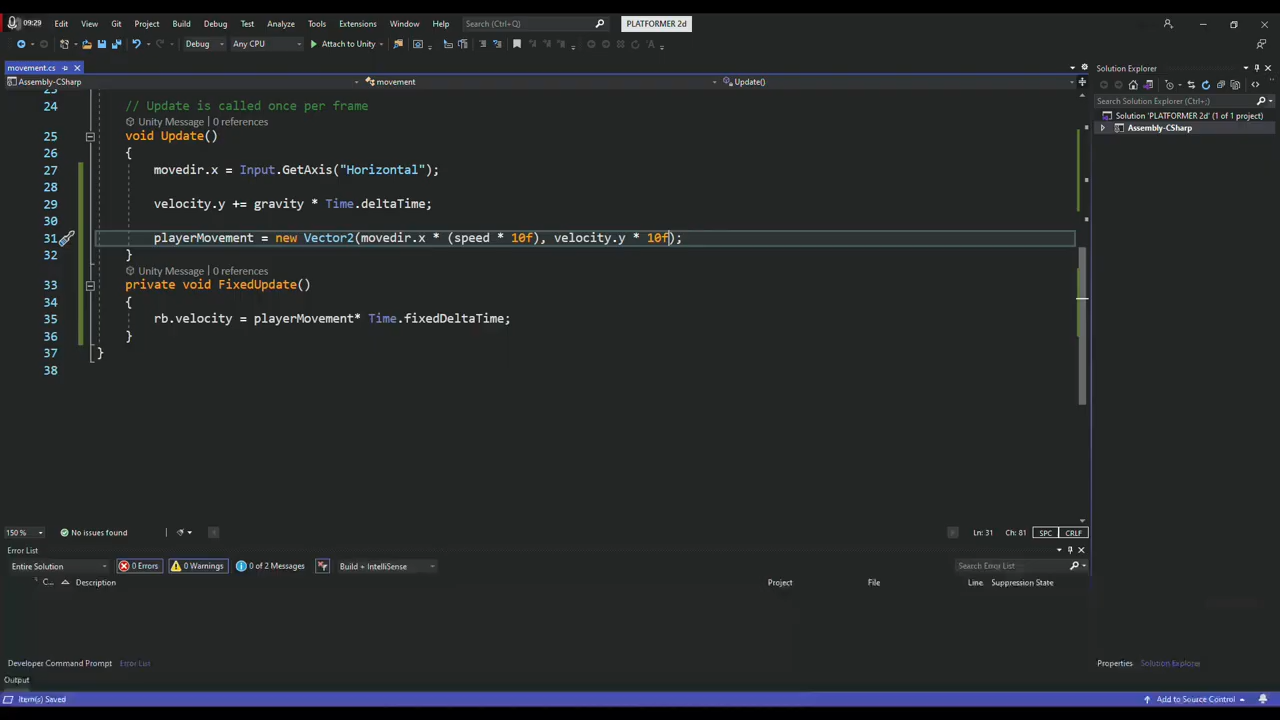 09:29 Edit View Git Project Build Debug Test Analyze Tools Extensions Window Help Search (Ctrl+Q) PLATFORMER 2d
Debug Any CPU Attach to Unity
movement.cs
Assembly-CSharp movement Update()
Solution Explorer
Search Solution Explorer (Ctrl+;)
Solution 'PLATFORMER 2d' (1 of 1 project)
Assembly-CSharp
24 // Update is called once per frame
Unity Message | 0 references
25 void Update()
26 {
27 movedir.x = Input.GetAxis("Horizontal");
28
29 velocity.y += gravity * Time.deltaTime;
30
31 playerMovement = new Vector2(movedir.x * (speed * 10f), velocity.y * 10f);
32 }
Unity Message | 0 references
33 private void FixedUpdate()
34 {
35 rb.velocity = playerMovement* Time.fixedDeltaTime;
36 }
37 }
38
150 % No issues found Ln: 31 Ch: 81 SPC CRLF
Error List
Entire Solution 0 Errors 0 Warnings 0 of 2 Messages Build + IntelliSense Search Error List
C... Description Project File Line Suppression State
Developer Command Prompt Error List Properties Solution Explorer
Output
Item(s) Saved Add to Source Control